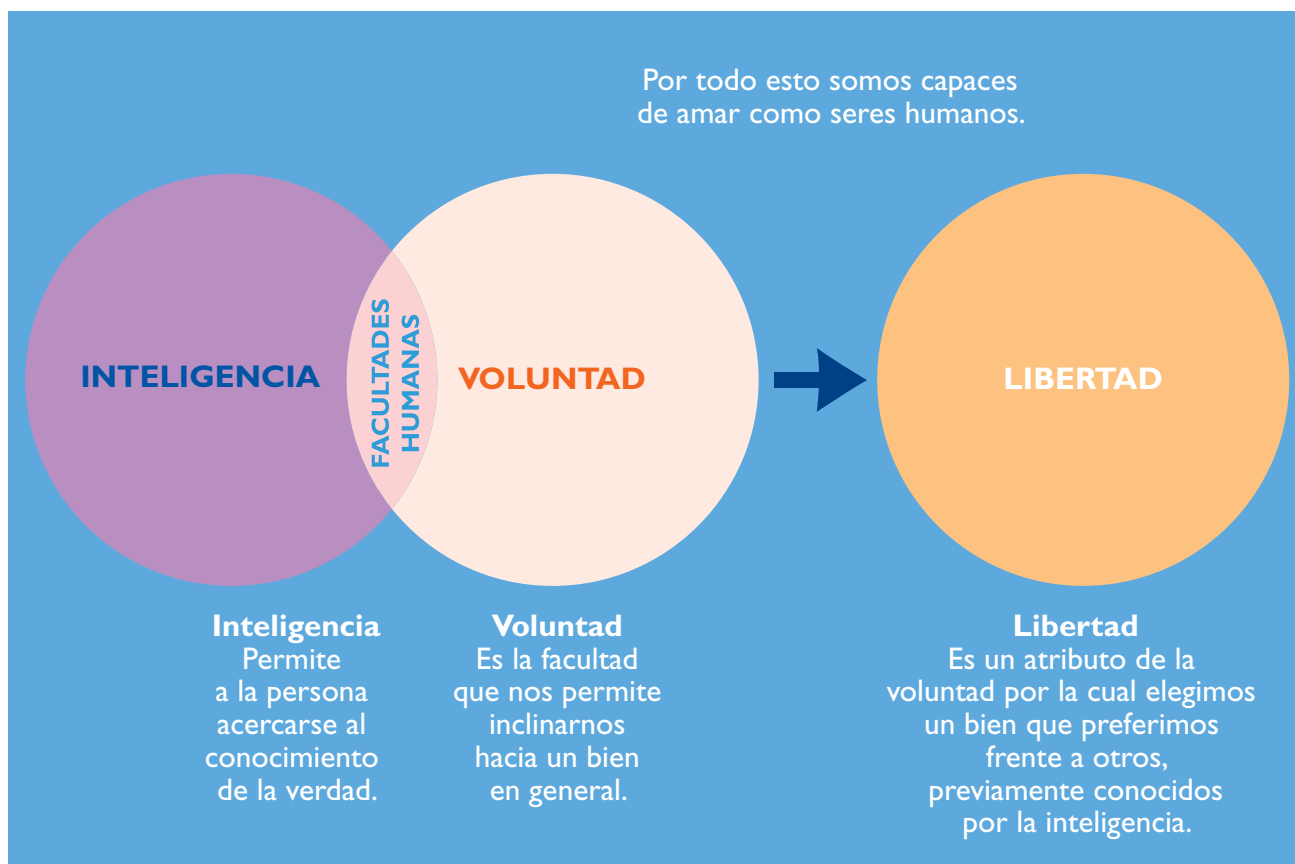 Por todo esto somos capaces
de amar como seres humanos.
INTELIGENCIA
FACULTADES
HUMANAS
VOLUNTAD
LIBERTAD
Inteligencia
Permite
a la persona
acercarse al
conocimiento
de la verdad.
Voluntad
Es la facultad
que nos permite
inclinarnos
hacia un bien
en general.
Libertad
Es un atributo de la
voluntad por la cual elegimos
un bien que preferimos
frente a otros,
previamente conocidos
por la inteligencia.